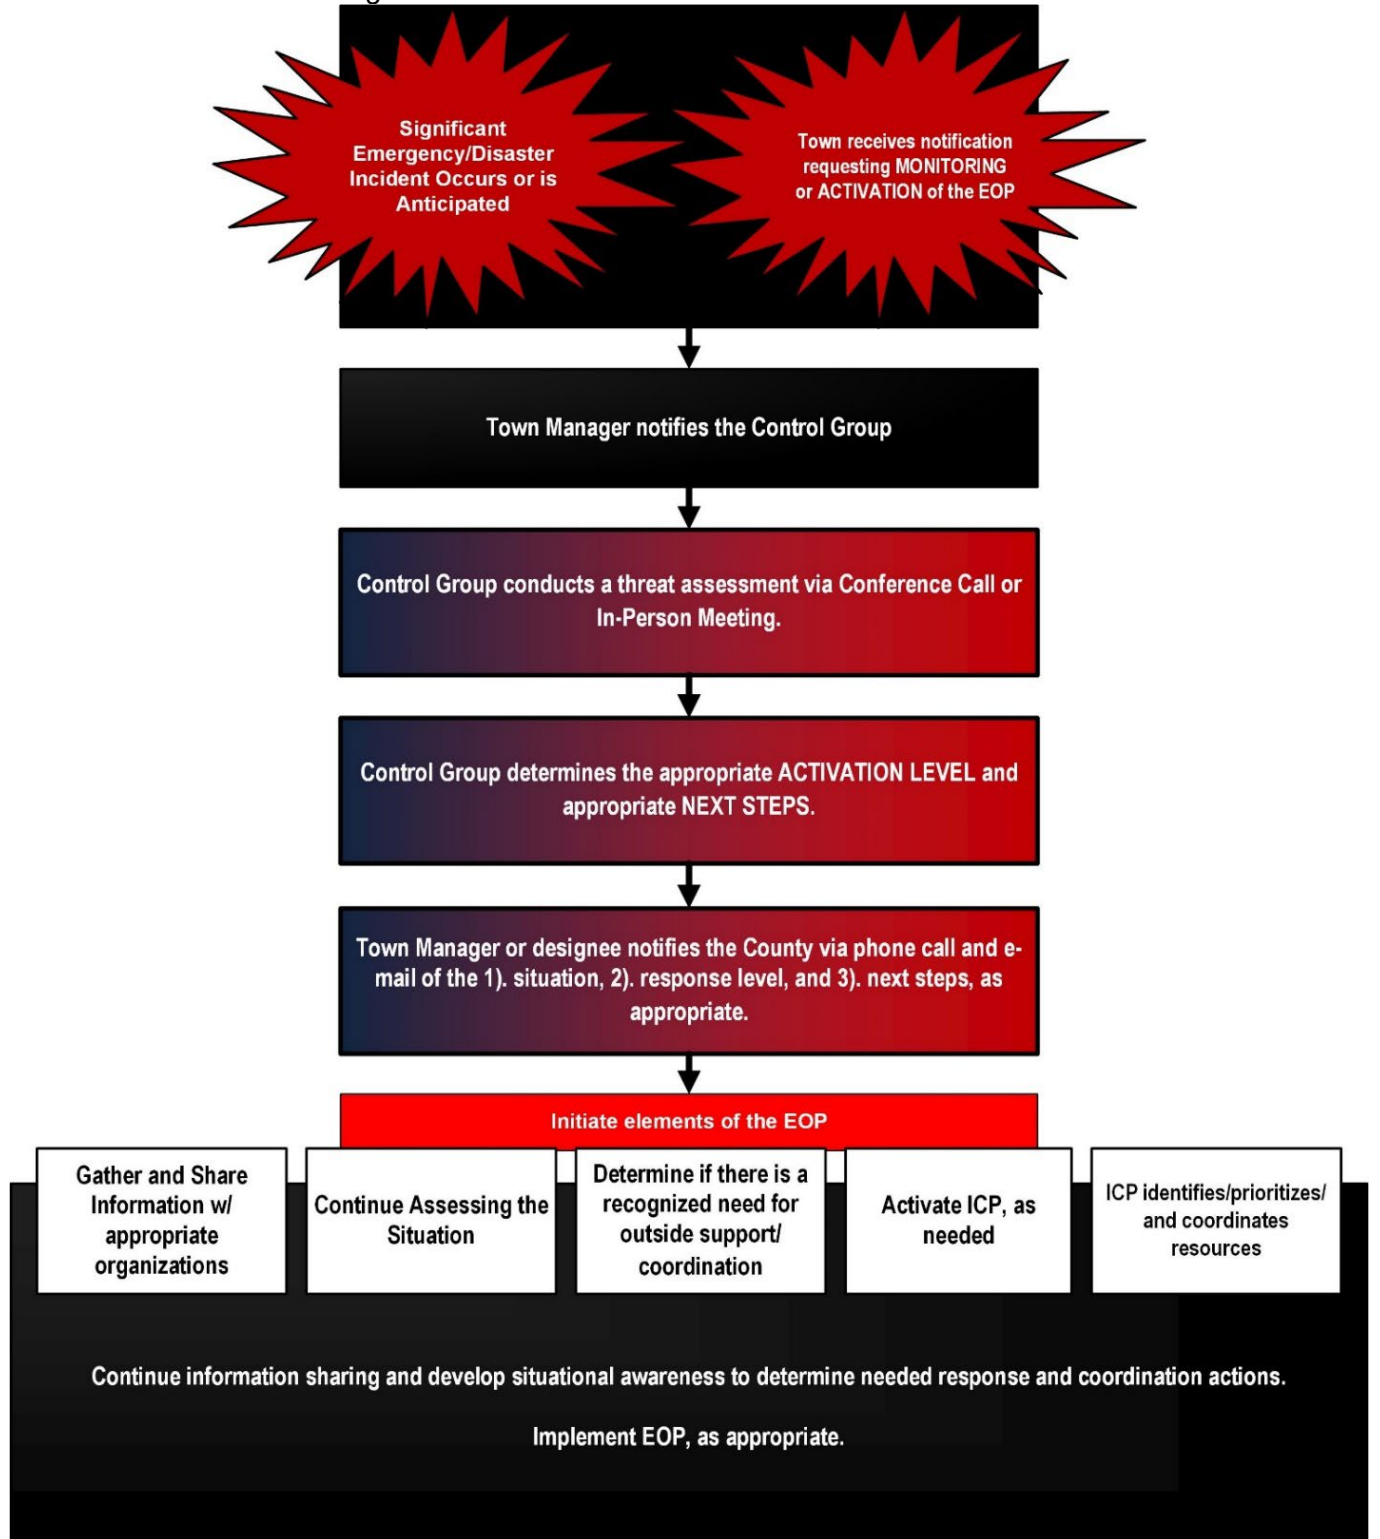 Significant
Emergency/Disaster
Incident Occurs or is
Anticipated
Town receives notification
requesting MONITORING
or ACTIVATION of the EOP
Town Manager notifies the Control Group
Control Group conducts a threat assessment via Conference Call or
In-Person Meeting.
Control Group determines the appropriate ACTIVATION LEVEL and
appropriate NEXT STEPS.
Town Manager or designee notifies the County via phone call and e-
mail of the 1). situation, 2). response level, and 3). next steps, as
appropriate.
Initiate elements of the EOP
Gather and Share
Information w/
appropriate
organizations
Continue Assessing the
Situation
Determine if there is a
recognized need for
outside support/
coordination
Activate ICP, as
needed
ICP identifies/prioritizes/
and coordinates
resources
Continue information sharing and develop situational awareness to determine needed response and coordination actions.
Implement EOP, as appropriate.